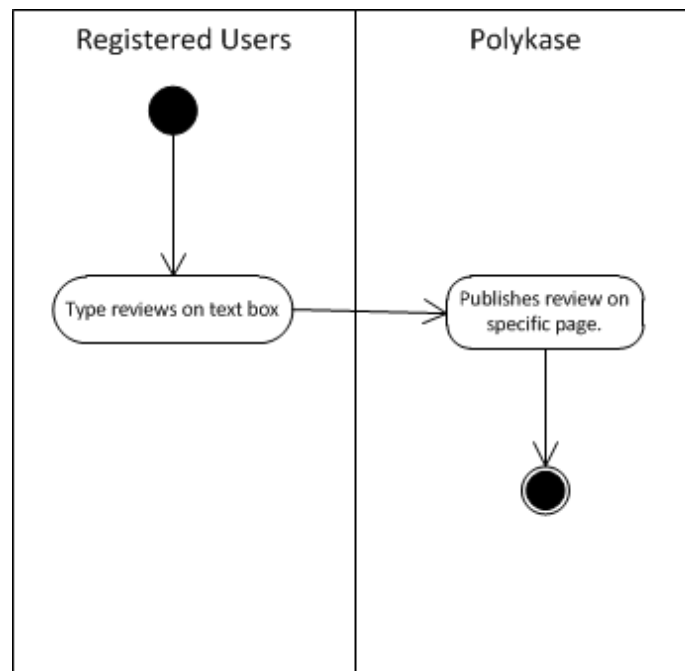 Registered Users
Polykase
Type reviews on text box
Publishes review on
specific page.